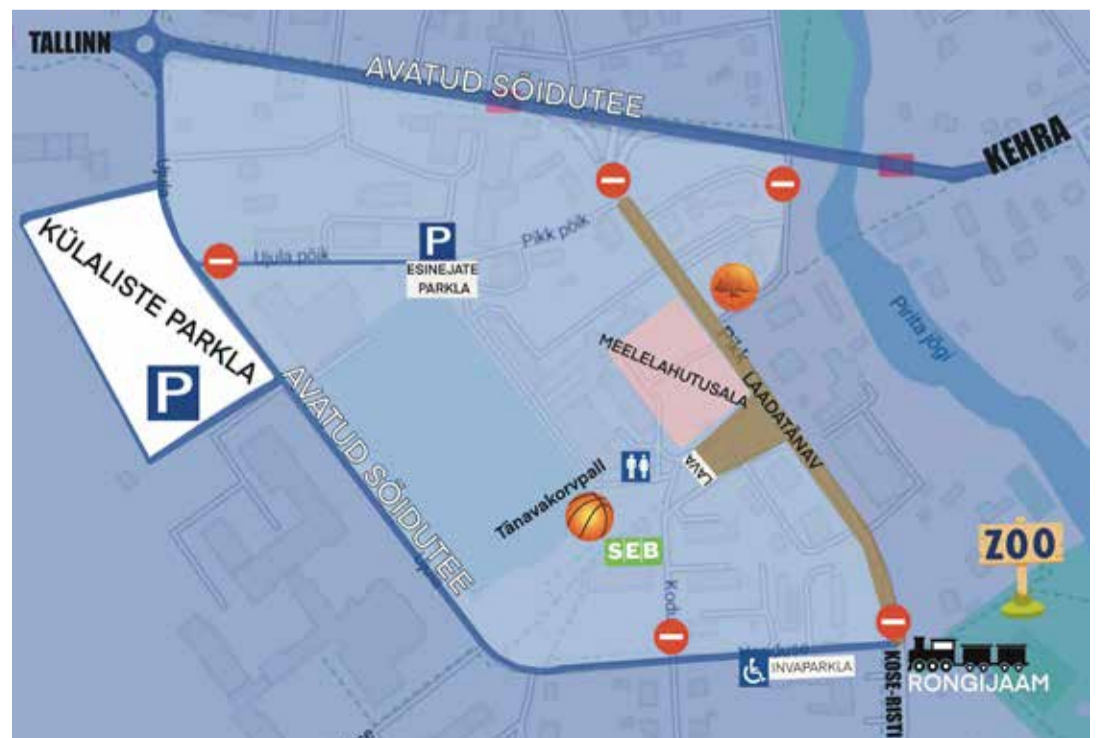 TALLINN
AVATUD SÕIDUTEE
KEHRA
KÜLALISTE PARKLA
P
Ujula põik
P
ESINEJATE
PARKLA
Pikk põik
Pirita jõgi
MEELELAHUTUSALA
Pikk
LAADATÄNAV
LAVA
AVATUD SÕIDUTEE
Tänavakorvpall
SEB
ZOO
Kodu
INVAPARKLA
KOSE-RISTI
RONGIJAAM